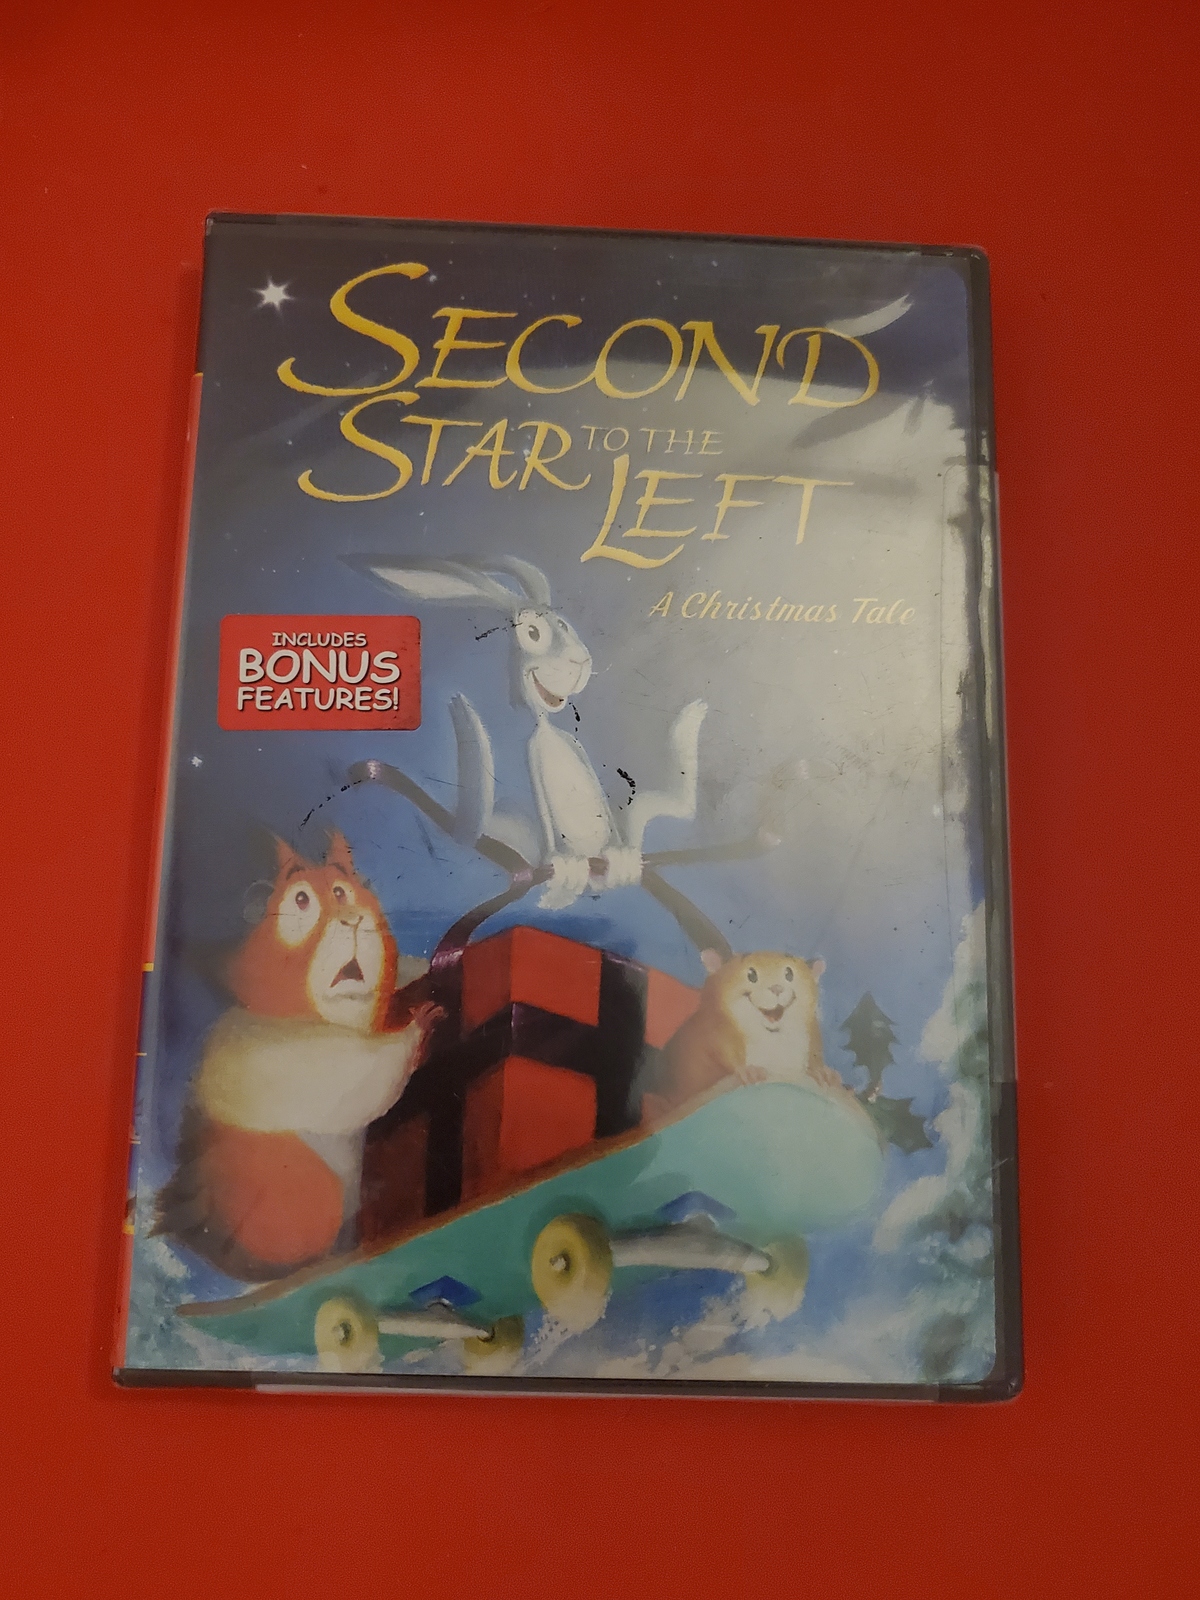 SECOND
STAR TO THE
LEFT
A Christmas Tale
INCLUDES
BONUS
FEATURES!